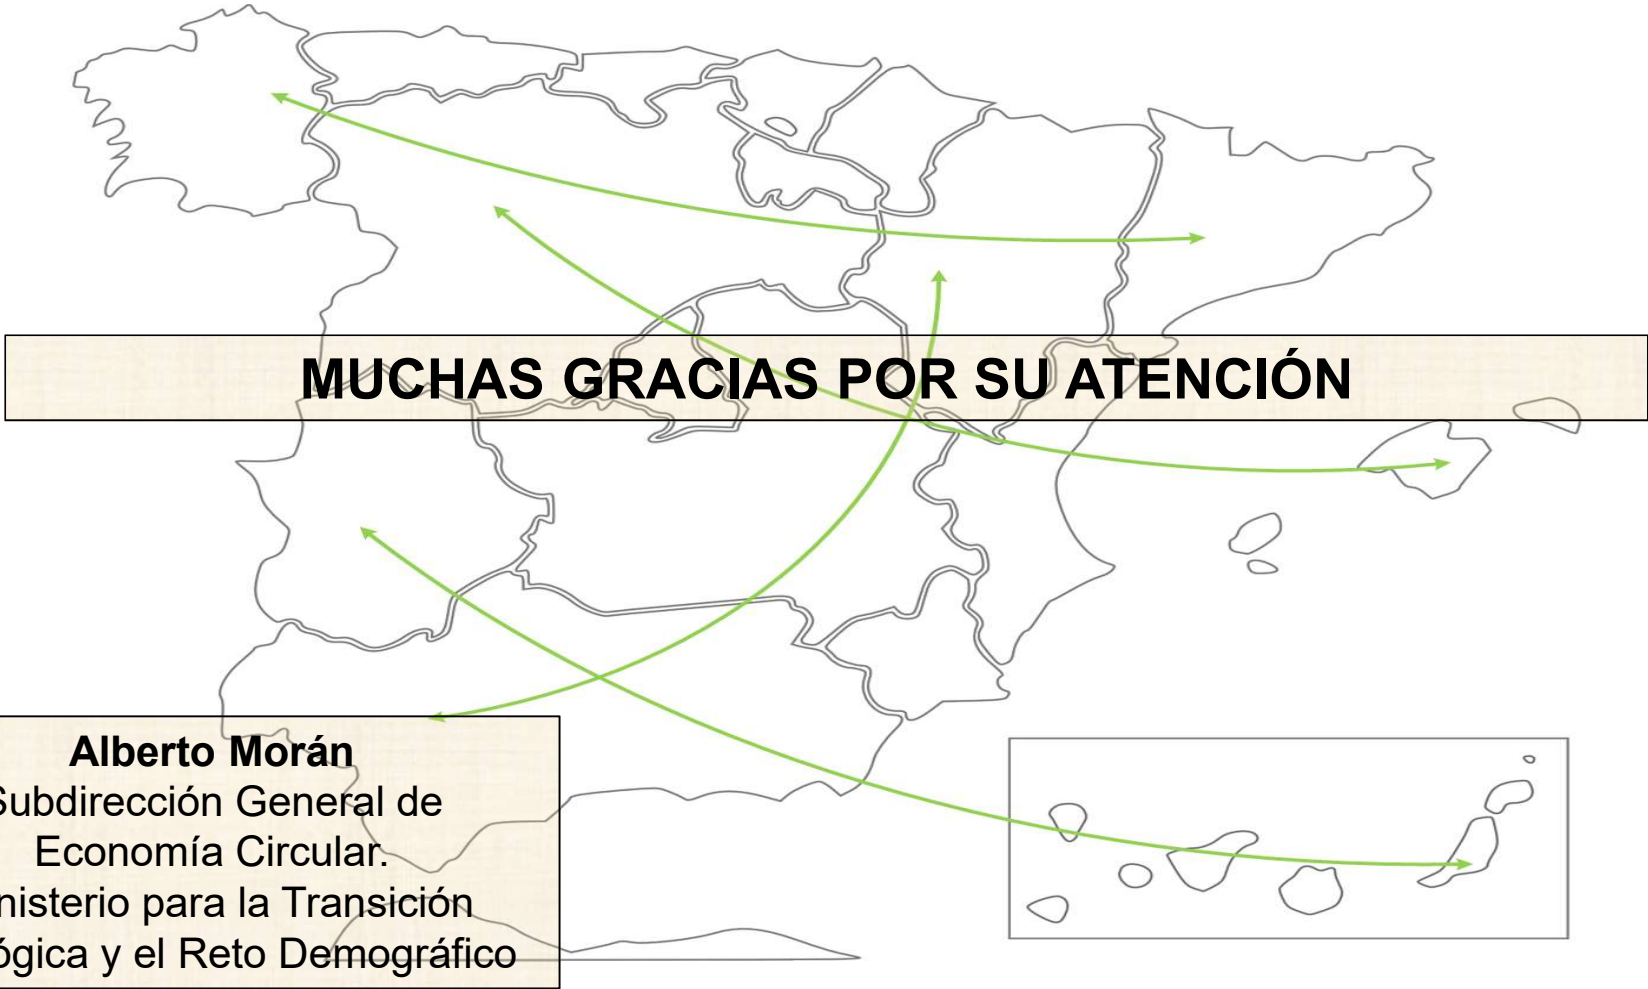 MUCHAS GRACIAS POR SU ATENCIÓN
Alberto Morán
Subdirección General de
Economía Circular.
nisterio para la Transición
ógica y el Reto Demográfico